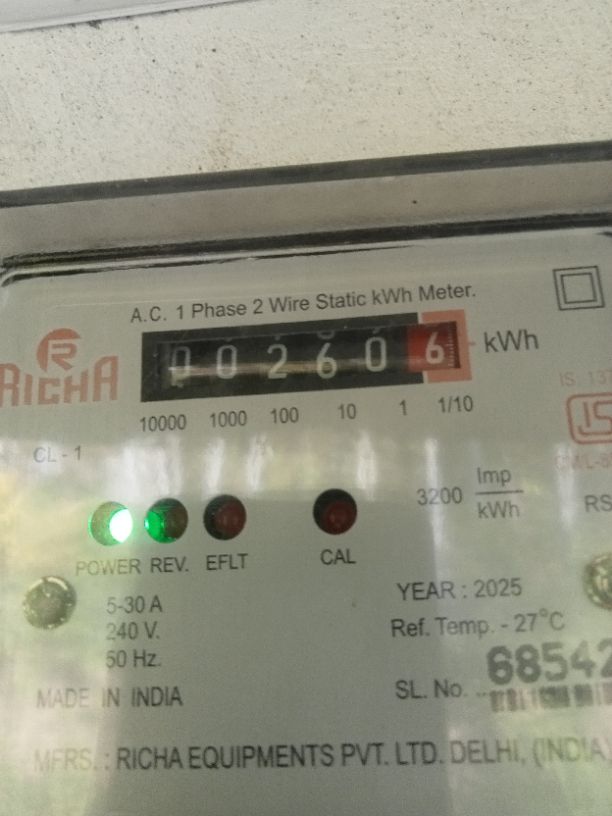 A.C. 1 Phase 2 Wire Static kWh Meter.
RICHA
002606 kWh
10000 1000 100 10 1 1/10
CL - 1
3200 Imp/kWh
POWER REV. EFLT CAL
5-30 A
240 V.
50 Hz.
YEAR : 2025
Ref. Temp. - 27°C
MADE IN INDIA
SL. No. .. 68542
MFRS. : RICHA EQUIPMENTS PVT. LTD. DELHI, (INDIA)